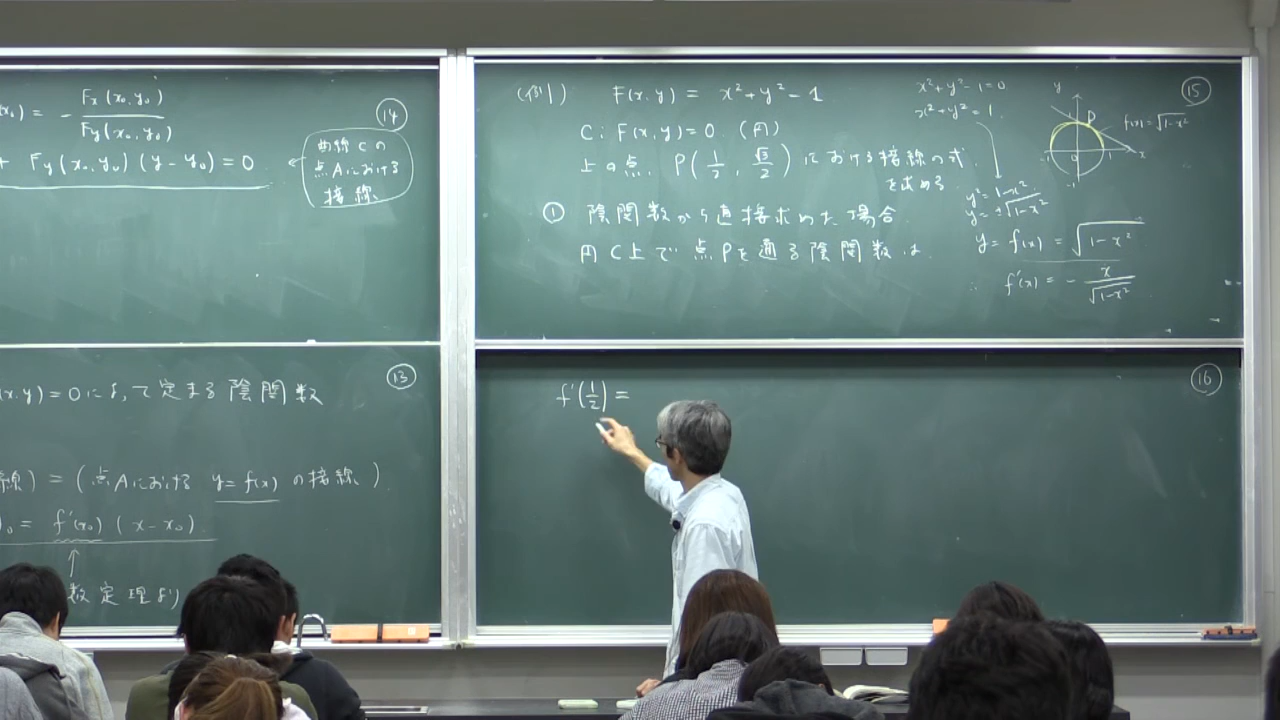 (x₀) = - Fx(x₀, y₀) / Fy(x₀, y₀)
+ Fy(x₀, y₀) (y - y₀) = 0
⑭
曲線 C の
点 A における
接線
(x, y) = 0 によって定まる 陰関数
⑬
線) = (点 A における y = f(x) の接線)
₀ = f'(x₀) (x - x₀)
数定理より
(例1) F(x, y) = x² + y² - 1
C : F(x, y) = 0 (円)
上の点 P(1/2, √3/2) における接線の式
を求める
① 陰関数から直接求めた場合
円 C 上で 点 P を通る陰関数は
x² + y² - 1 = 0
x² + y² = 1
y² = 1 - x²
y = ±√(1 - x²)
y = f(x) = √(1 - x²)
∴ f'(x) = - x / √(1 - x²)
y
P
f(x) = √(1 - x²)
-1 0 1 x
-1
⑮
f'(1/2) =
⑯